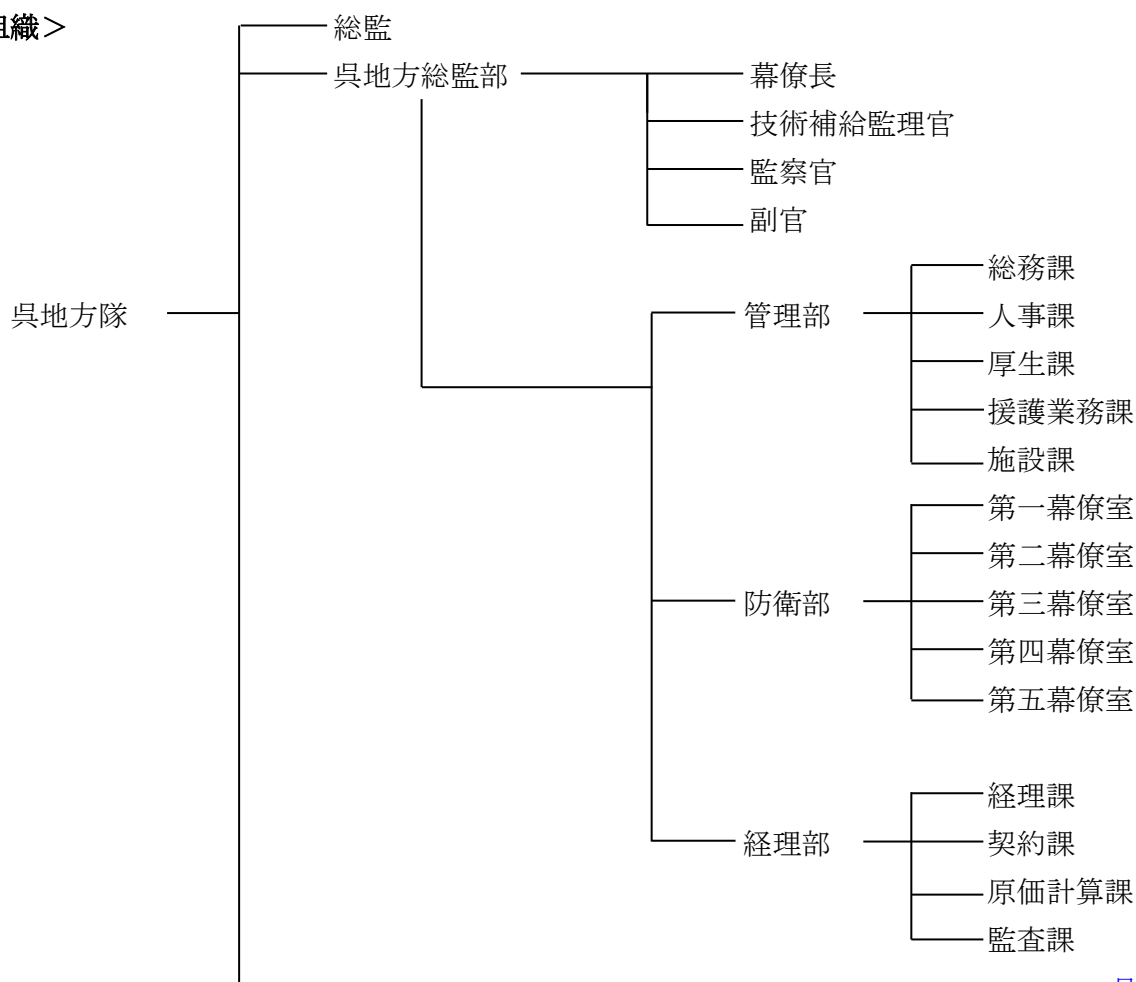 組織＞
総監
呉地方総監部
幕僚長
技術補給監理官
監察官
副官
呉地方隊
管理部
総務課
人事課
厚生課
援護業務課
施設課
防衛部
第一幕僚室
第二幕僚室
第三幕僚室
第四幕僚室
第五幕僚室
経理部
経理課
契約課
原価計算課
監査課